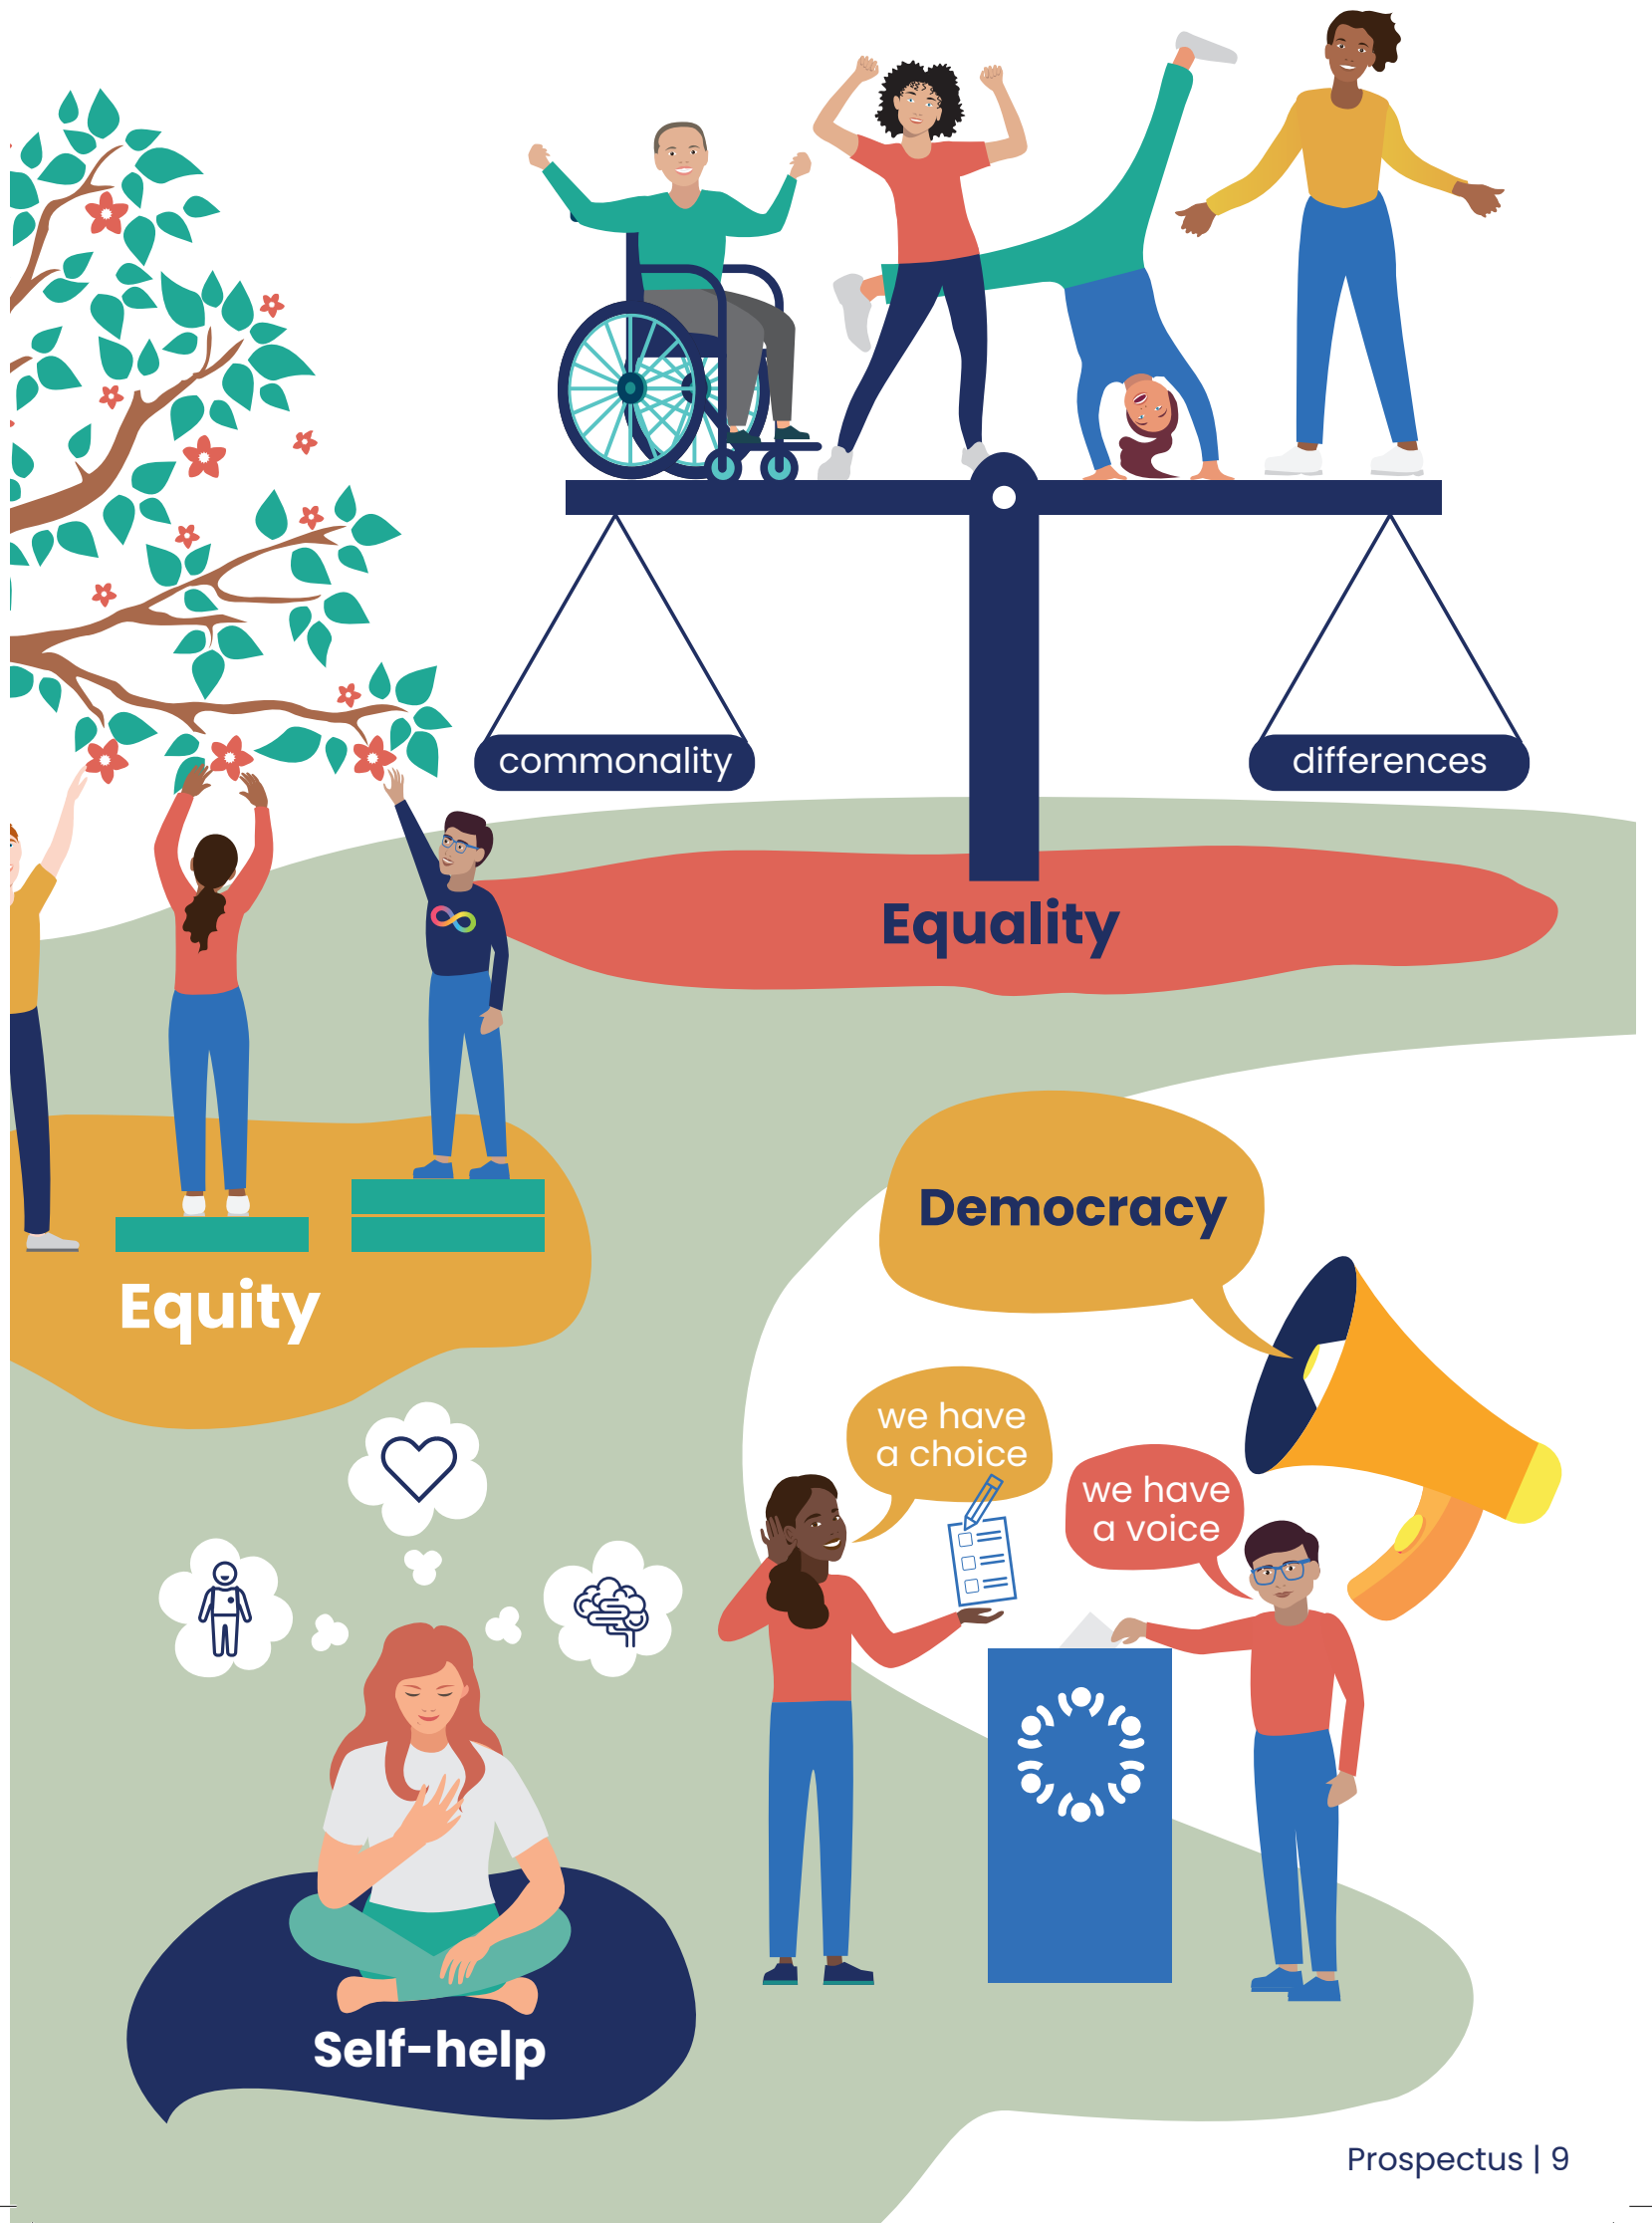 commonality
differences
Equality
Equity
Democracy
we have
a choice
we have
a voice
Self-help
Prospectus | 9